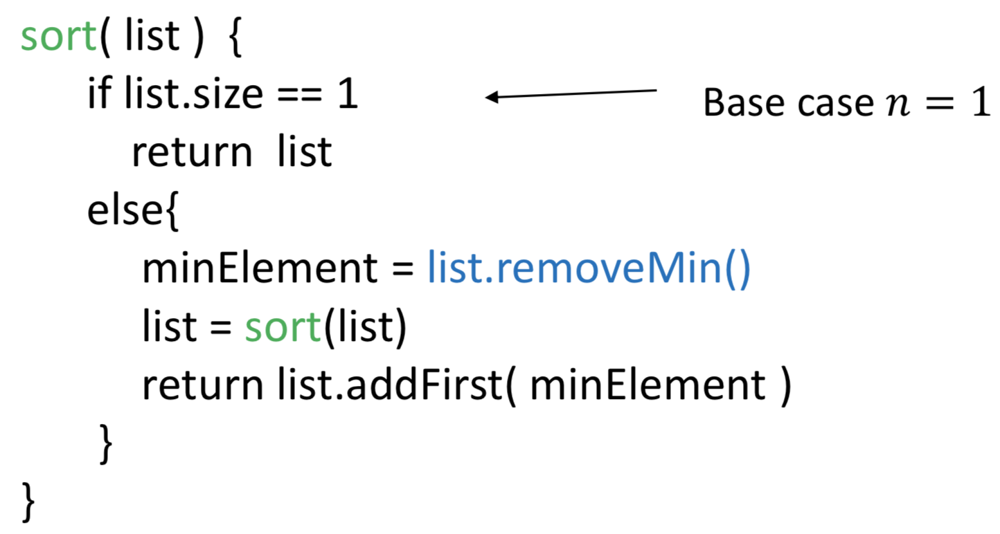 sort( list ) {
if list.size == 1
Base case n = 1
return list
else{
minElement = list.removeMin()
list = sort(list)
return list.addFirst( minElement )
}
}